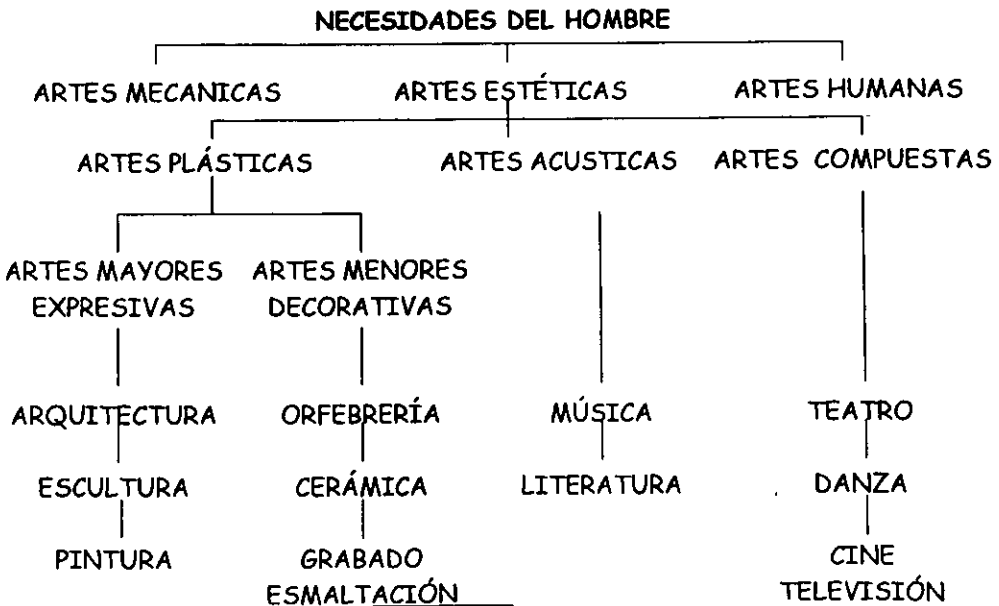 NECESIDADES DEL HOMBRE
ARTES MECANICAS ARTES ESTÉTICAS ARTES HUMANAS
ARTES PLÁSTICAS ARTES ACUSTICAS ARTES COMPUESTAS
ARTES MAYORES ARTES MENORES
EXPRESIVAS DECORATIVAS
ARQUITECTURA ORFEBRERÍA MÚSICA TEATRO
ESCULTURA CERÁMICA LITERATURA DANZA
PINTURA GRABADO CINE
ESMALTACIÓN TELEVISIÓN